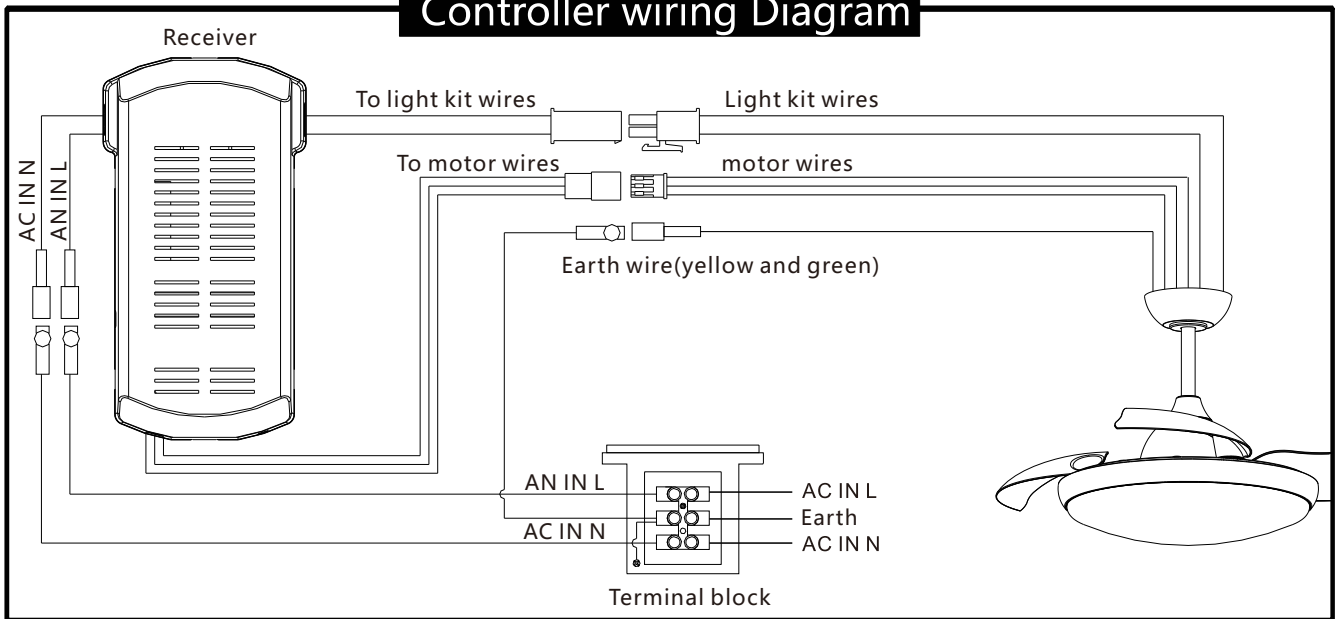 Controller wiring Diagram
Receiver
To light kit wires
Light kit wires
To motor wires
motor wires
AC IN N
AN IN L
Earth wire(yellow and green)
AN IN L
AC IN L
Earth
AC IN N
AC IN N
Terminal block